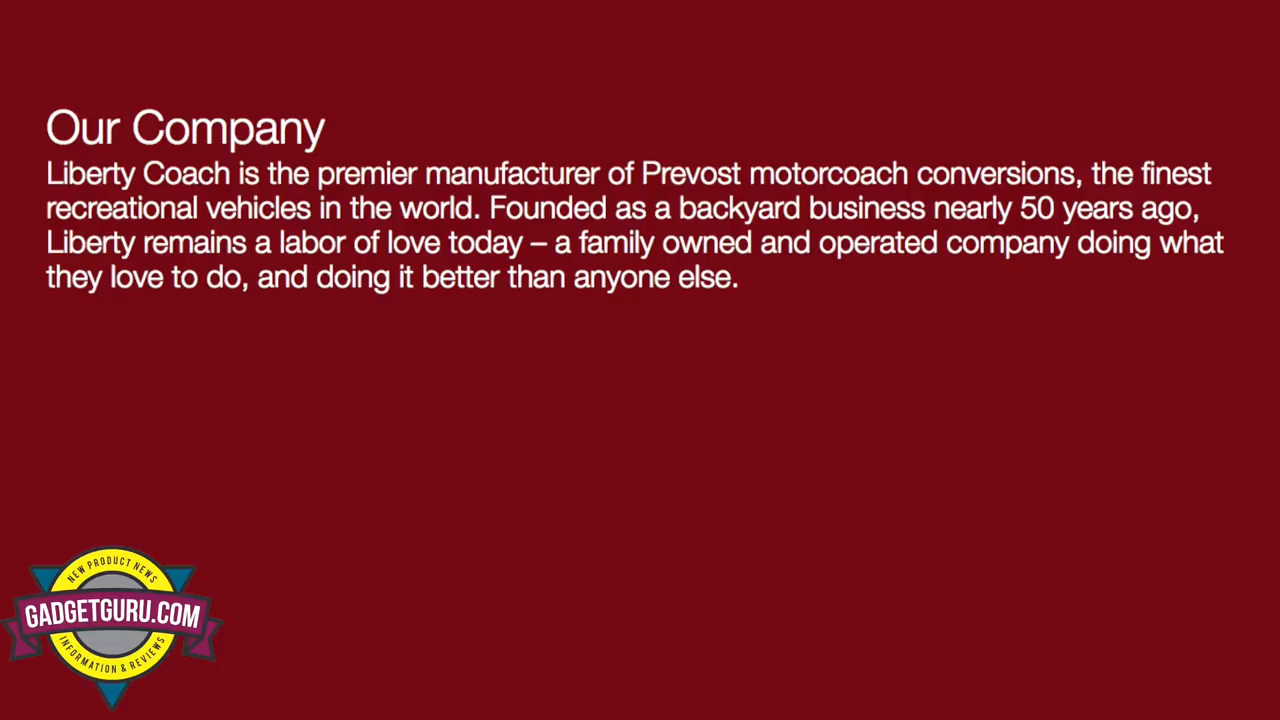 Our Company
Liberty Coach is the premier manufacturer of Prevost motorcoach conversions, the finest
recreational vehicles in the world. Founded as a backyard business nearly 50 years ago,
Liberty remains a labor of love today – a family owned and operated company doing what
they love to do, and doing it better than anyone else.
NEW PRODUCT NEWS
GADGETGURU.COM
INFORMATION & REVIEWS